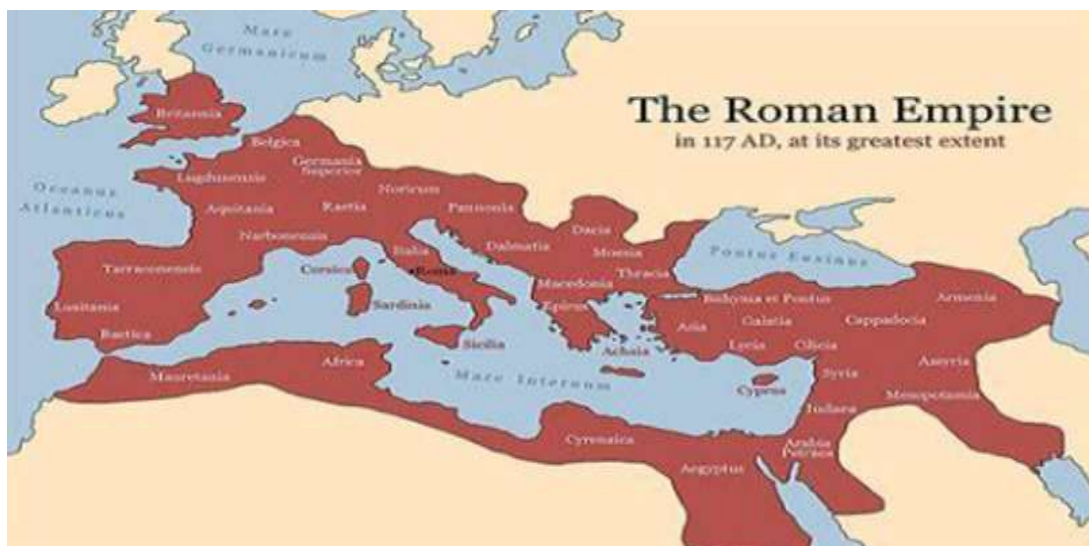 Mare
Germanicum
The Roman Empire
in 117 AD, at its greatest extent
Britannia
Belgica
Germania
Superior
Lugdunensis
Noricum
Oceanus
Atlanticus
Aquitania
Raetia
Pannonia
Dacia
Narbonensis
Italia
Dalmatia
Moesia
Pontus Euxinus
Tarraconensis
Corsica
Roma
Thracia
Macedonia
Lusitania
Sardinia
Epirus
Bithynia et Pontus
Armenia
Baetica
Asia
Galatia
Cappadocia
Sicilia
Achaia
Lycia
Cilicia
Mauretania
Africa
Mare Internum
Syria
Assyria
Cyprus
Mesopotamia
Iudaea
Cyrenaica
Arabia
Petraea
Aegyptus